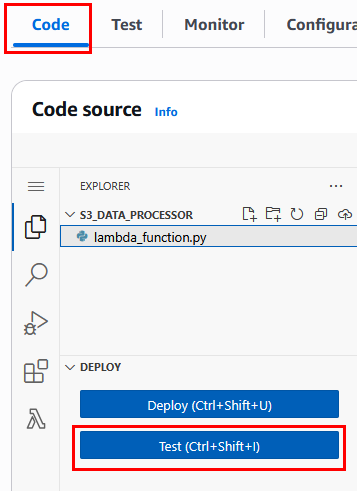 Code Test Monitor Configura
Code source Info
EXPLORER
S3_DATA_PROCESSOR
lambda_function.py
DEPLOY
Deploy (Ctrl+Shift+U)
Test (Ctrl+Shift+I)